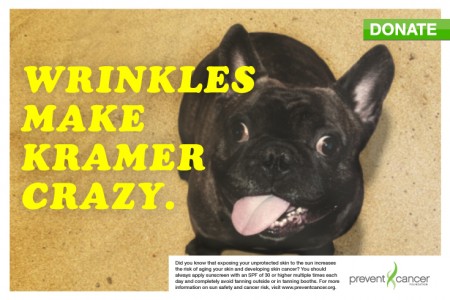 DONATE
WRINKLES
MAKE
KRAMER
CRAZY.
Did you know that exposing your unprotected skin to the sun increases
the risk of aging your skin and developing skin cancer? You should
always apply sunscreen with an SPF of 30 or higher multiple times each
day and completely avoid tanning outside or in tanning booths. For more
information on sun safety and cancer risk, visit www.preventcancer.org.
prevent cancer